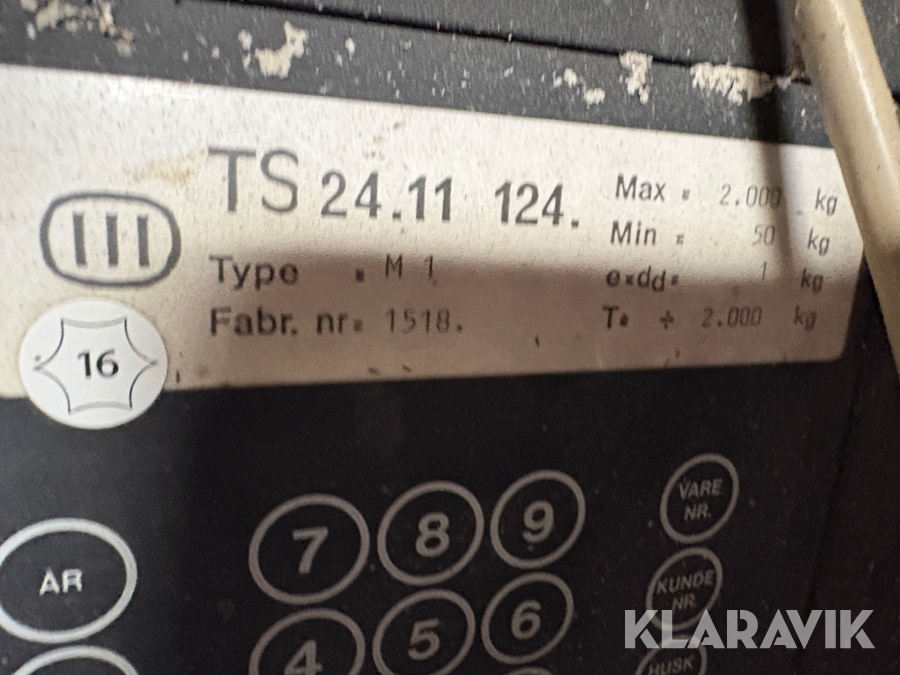 TS 24.11 124.
Max = 2.000 kg
Min = 50 kg
e=dd= 1 kg
T= ÷ 2.000 kg
III
Type = M 1
Fabr. nr= 1518.
16
7 8 9
VARE
NR.
AR
4 5 6
KUNDE
NR.
HUSK
KLARAVIK